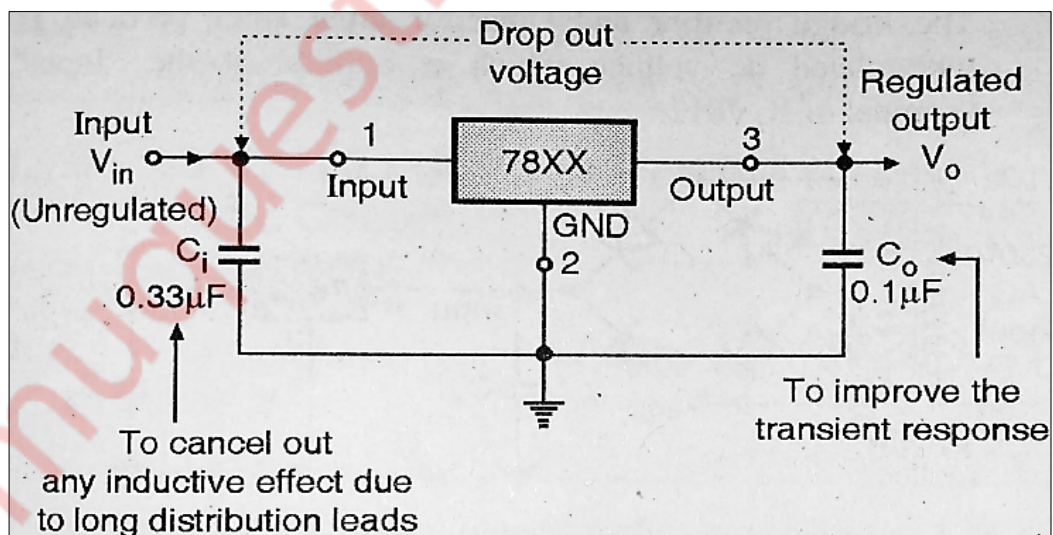 Drop out
voltage
Regulated
output
Input
V_in
(Unregulated)
1
Input
78XX
3
Output
V_o
GND
2
C_i
0.33μF
C_o
0.1μF
To improve the
transient response
To cancel out
any inductive effect due
to long distribution leads
muquest